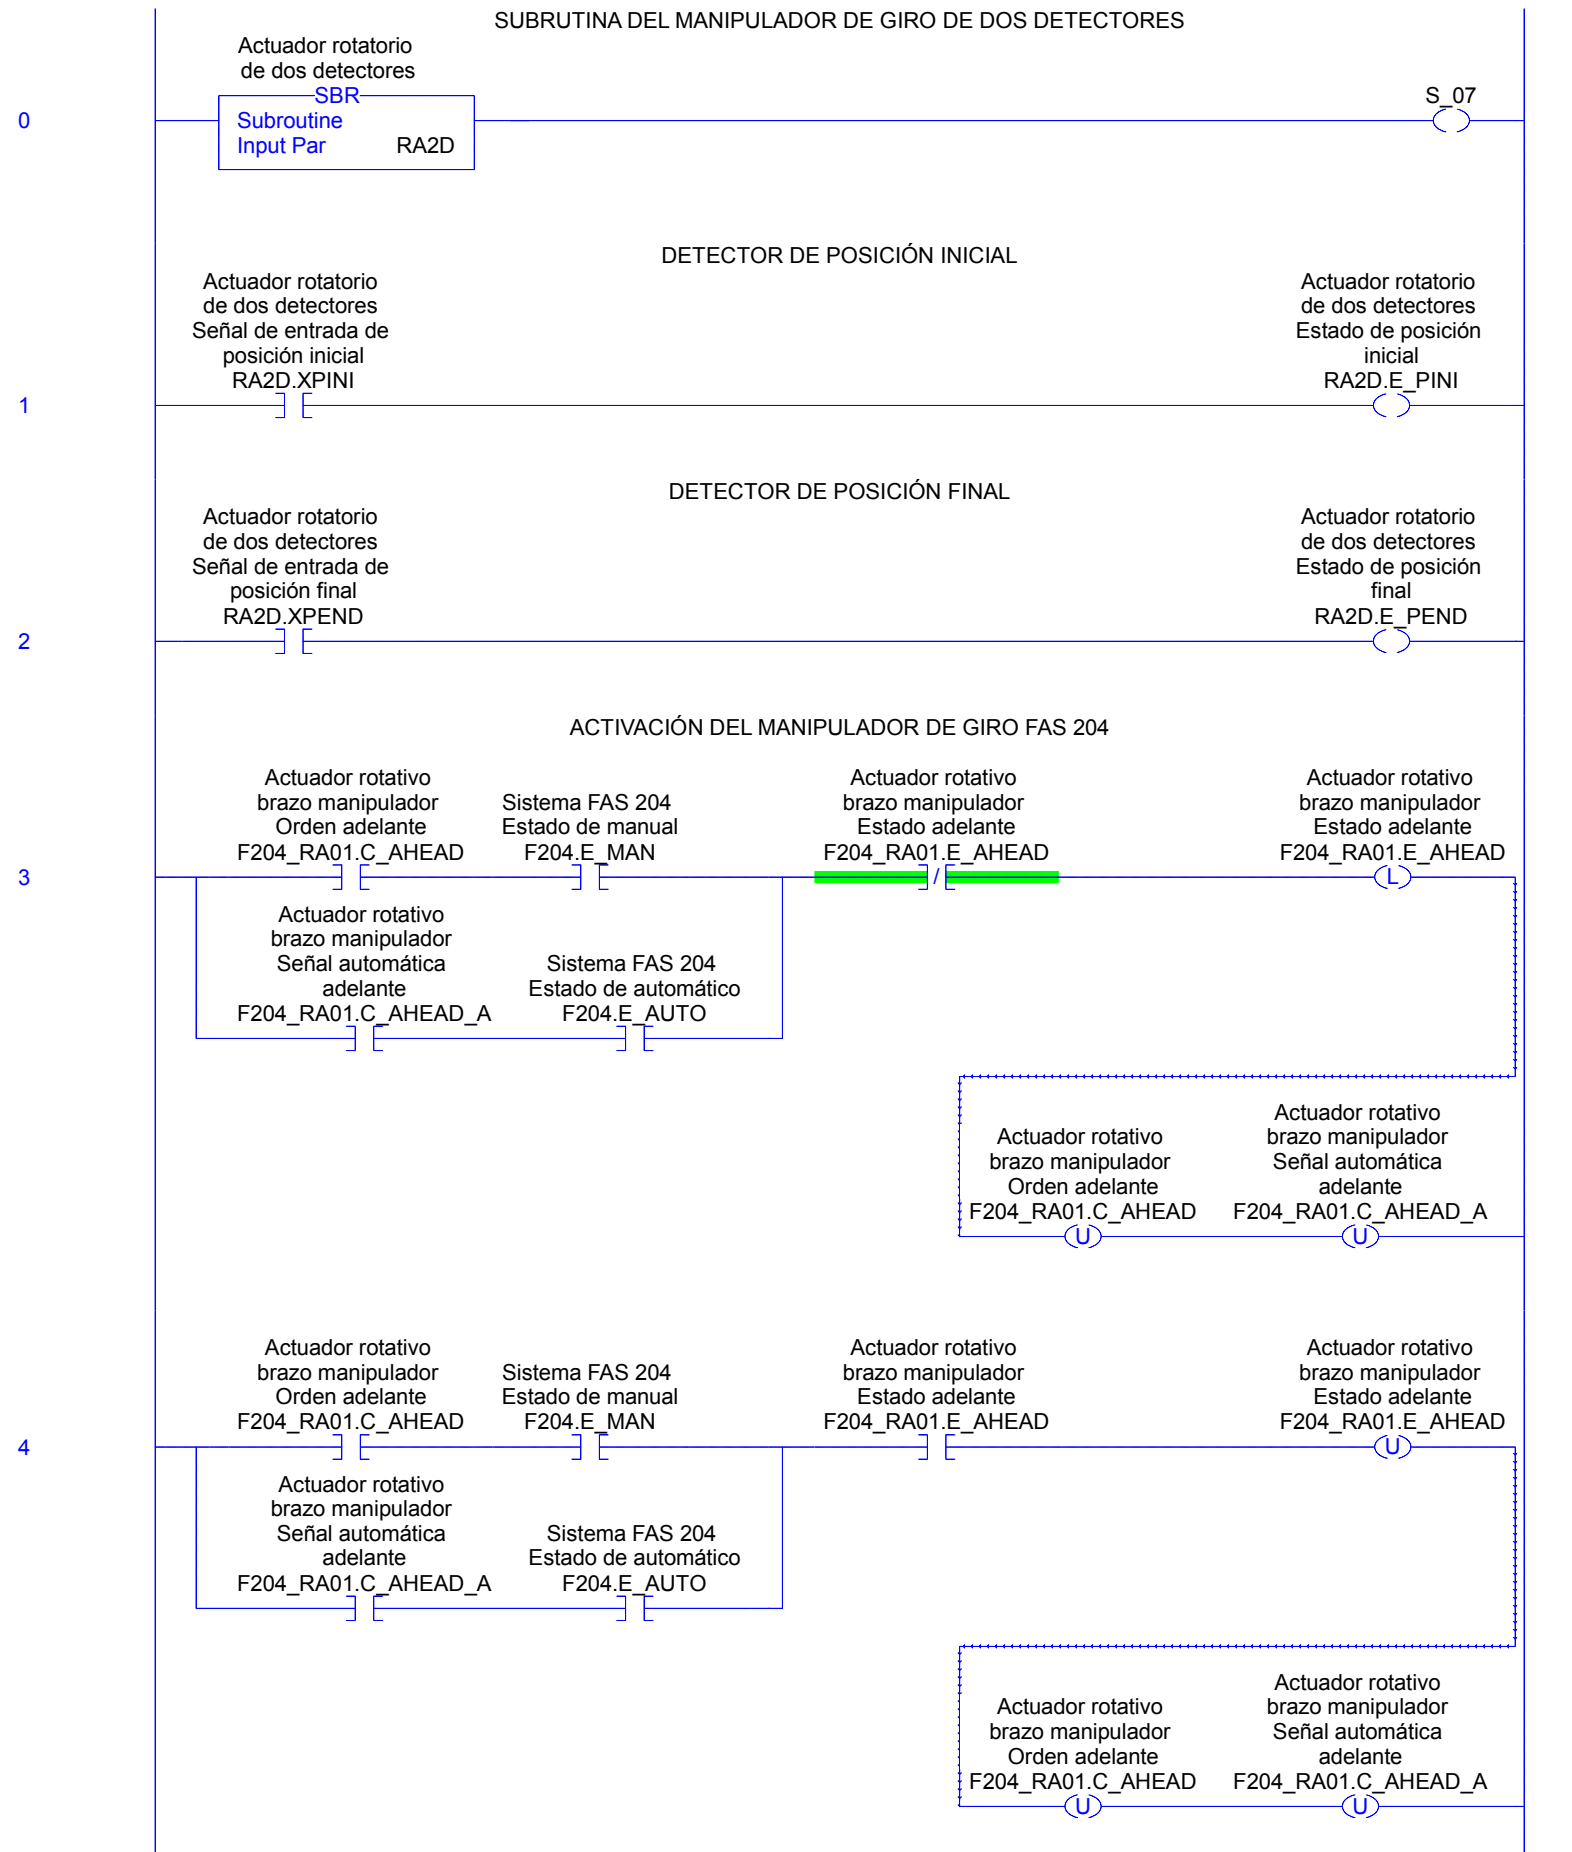 SUBRUTINA DEL MANIPULADOR DE GIRO DE DOS DETECTORES
Actuador rotatorio
de dos detectores
SBR
Subroutine
Input Par RA2D
S_07
0
DETECTOR DE POSICIÓN INICIAL
Actuador rotatorio
de dos detectores
Señal de entrada de
posición inicial
RA2D.XPINI
Actuador rotatorio
de dos detectores
Estado de posición
inicial
RA2D.E_PINI
1
DETECTOR DE POSICIÓN FINAL
Actuador rotatorio
de dos detectores
Señal de entrada de
posición final
RA2D.XPEND
Actuador rotatorio
de dos detectores
Estado de posición
final
RA2D.E_PEND
2
ACTIVACIÓN DEL MANIPULADOR DE GIRO FAS 204
Actuador rotativo
brazo manipulador
Orden adelante
F204_RA01.C_AHEAD
Sistema FAS 204
Estado de manual
F204.E_MAN
Actuador rotativo
brazo manipulador
Estado adelante
F204_RA01.E_AHEAD
/
Actuador rotativo
brazo manipulador
Estado adelante
F204_RA01.E_AHEAD
L
3
Actuador rotativo
brazo manipulador
Señal automática
adelante
F204_RA01.C_AHEAD_A
Sistema FAS 204
Estado de automático
F204.E_AUTO
Actuador rotativo
brazo manipulador
Orden adelante
F204_RA01.C_AHEAD
U
Actuador rotativo
brazo manipulador
Señal automática
adelante
F204_RA01.C_AHEAD_A
U
Actuador rotativo
brazo manipulador
Orden adelante
F204_RA01.C_AHEAD
Sistema FAS 204
Estado de manual
F204.E_MAN
Actuador rotativo
brazo manipulador
Estado adelante
F204_RA01.E_AHEAD
Actuador rotativo
brazo manipulador
Estado adelante
F204_RA01.E_AHEAD
U
4
Actuador rotativo
brazo manipulador
Señal automática
adelante
F204_RA01.C_AHEAD_A
Sistema FAS 204
Estado de automático
F204.E_AUTO
Actuador rotativo
brazo manipulador
Orden adelante
F204_RA01.C_AHEAD
U
Actuador rotativo
brazo manipulador
Señal automática
adelante
F204_RA01.C_AHEAD_A
U